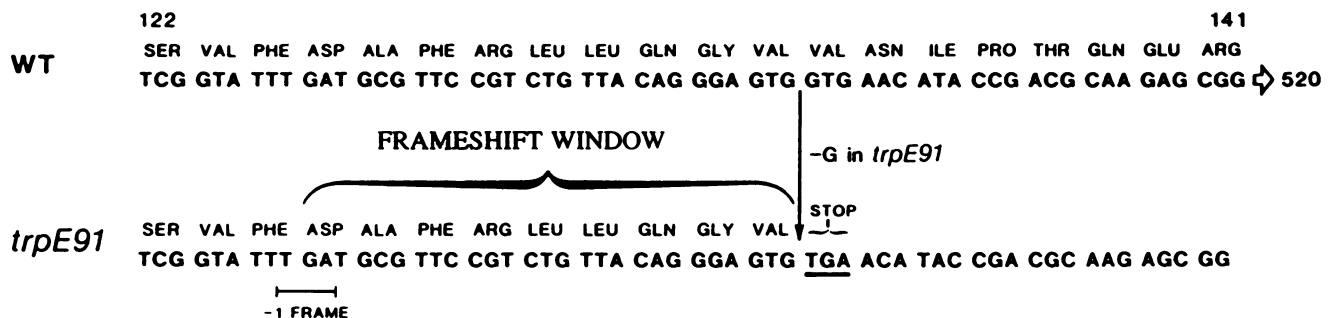 122 141
WT
SER VAL PHE ASP ALA PHE ARG LEU LEU GLN GLY VAL VAL ASN ILE PRO THR GLN GLU ARG
TCG GTA TTT GAT GCG TTC CGT CTG TTA CAG GGA GTG GTG AAC ATA CCG ACG CAA GAG CGG 520
FRAMESHIFT WINDOW
-G in trpE91
STOP
trpE91
SER VAL PHE ASP ALA PHE ARG LEU LEU GLN GLY VAL
TCG GTA TTT GAT GCG TTC CGT CTG TTA CAG GGA GTG TGA ACA TAC CGA CGC AAG AGC GG
-1 FRAME